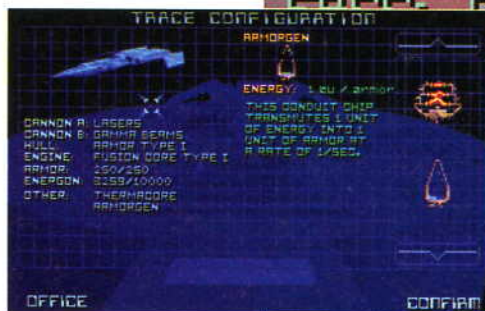 TRACE CONFIGURATION
ARMORGEN
ENERGY: 1 EU / ARMOR
THIS CONDUIT CHIP
TRANSMUTES 1 UNIT
OF ENERGY INTO 1
UNIT OF ARMOR AT
A RATE OF 1/SEC.
CANNON A: LASERS
CANNON B: GAMMA BEAMS
HULL: ARMOR TYPE I
ENGINE: FUSION CORE TYPE I
ARMOR: 250/250
ENERGON: 8259/10000
OTHER: THERMACORE
ARMORGEN
OFFICE
CONFIRM